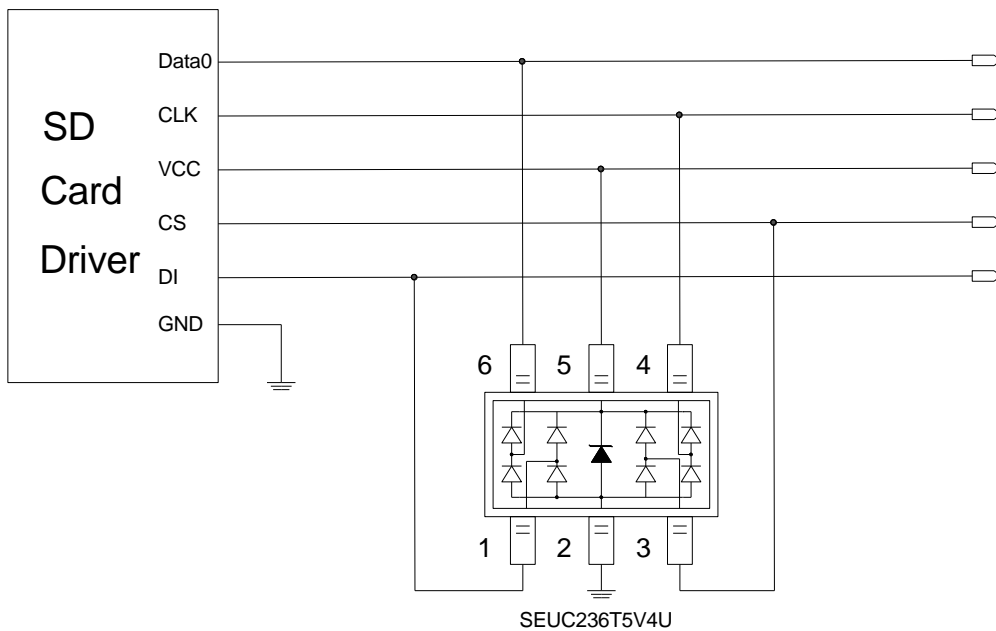 Data0
SD
CLK
VCC
Card
CS
Driver
DI
GND
6 5 4
1 2 3
SEUC236T5V4U